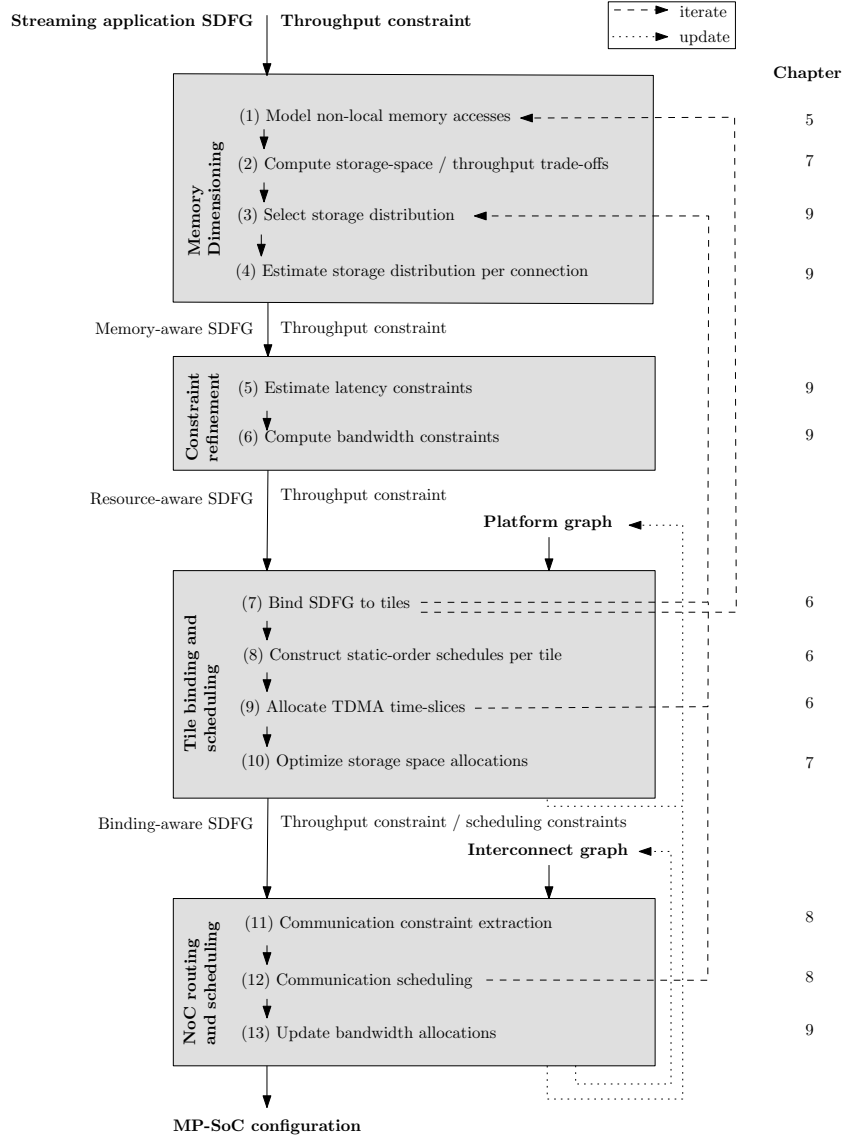 Streaming application SDFG
Throughput constraint
iterate
update
Chapter
Memory
Dimensioning
(1) Model non-local memory accesses
5
(2) Compute storage-space / throughput trade-offs
7
(3) Select storage distribution
9
(4) Estimate storage distribution per connection
9
Memory-aware SDFG
Throughput constraint
Constraint
refinement
(5) Estimate latency constraints
9
(6) Compute bandwidth constraints
9
Resource-aware SDFG
Throughput constraint
Platform graph
Tile binding and
scheduling
(7) Bind SDFG to tiles
6
(8) Construct static-order schedules per tile
6
(9) Allocate TDMA time-slices
6
(10) Optimize storage space allocations
7
Binding-aware SDFG
Throughput constraint / scheduling constraints
Interconnect graph
NoC routing
and scheduling
(11) Communication constraint extraction
8
(12) Communication scheduling
8
(13) Update bandwidth allocations
9
MP-SoC configuration